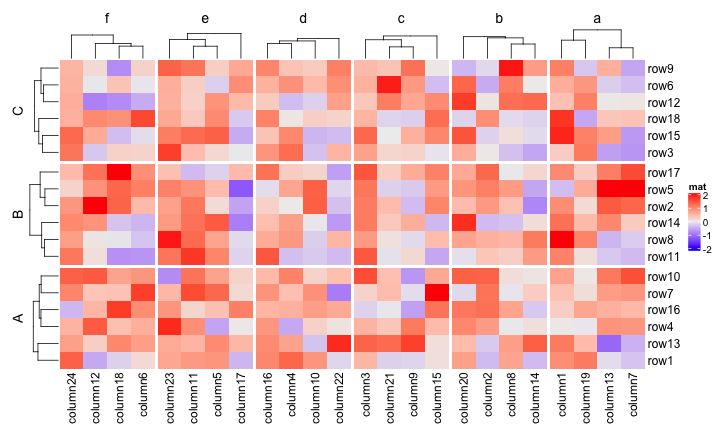 f e d c b a
C
row9
row6
row12
row18
row15
row3
B
row17
row5
row2
row14
row8
row11
A
row10
row7
row16
row4
row13
row1
mat
2
1
0
-1
-2
column24 column12 column18 column6 column23 column11 column5 column17 column16 column4 column10 column22 column3 column21 column9 column15 column20 column2 column8 column14 column1 column19 column13 column7